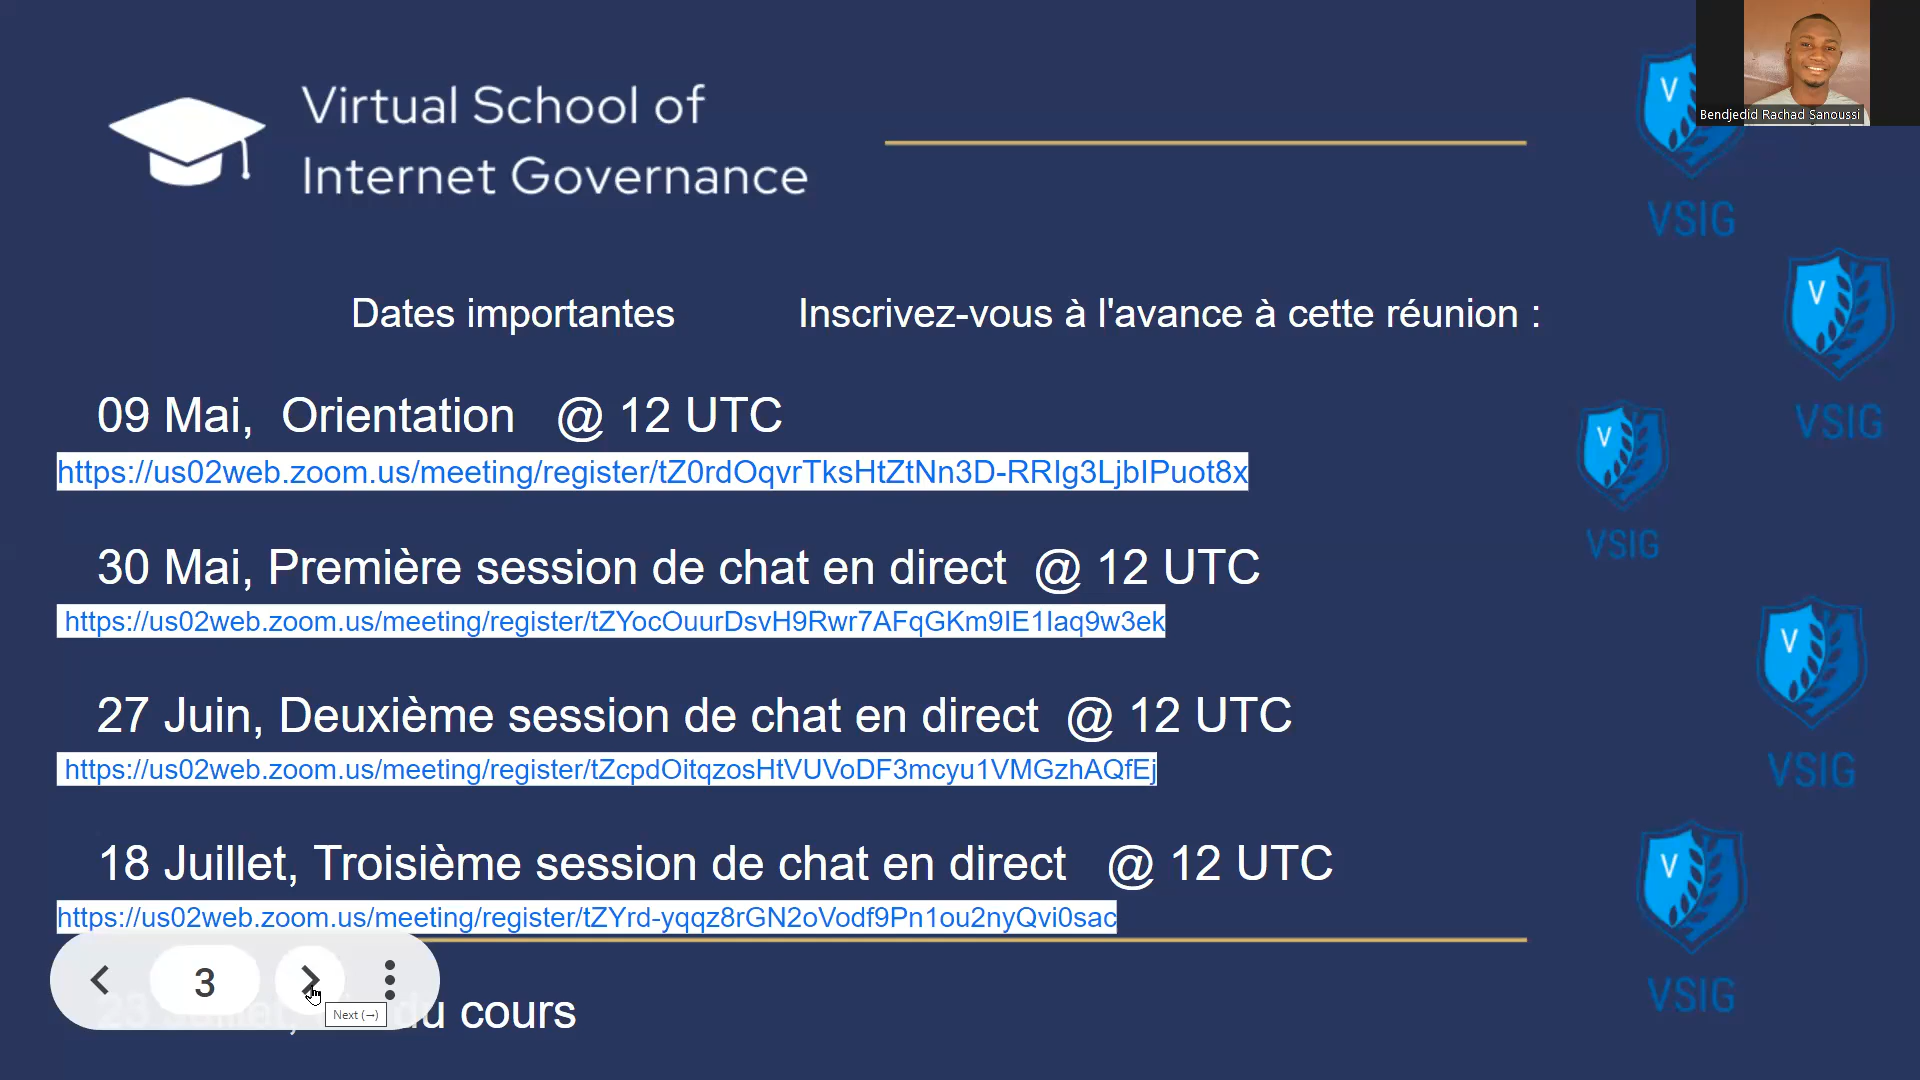 Virtual School of
Internet Governance
Bendjedid Rachad Sanoussi
V
VSIG
Dates importantes Inscrivez-vous à l'avance à cette réunion :
V
VSIG
09 Mai, Orientation @ 12 UTC
https://us02web.zoom.us/meeting/register/tZ0rdOqvrTksHtZtNn3D-RRIg3LjbIPuot8x
V
VSIG
30 Mai, Première session de chat en direct @ 12 UTC
https://us02web.zoom.us/meeting/register/tZYocOuurDsvH9Rwr7AFqGKm9IE1Iaq9w3ek
V
VSIG
27 Juin, Deuxième session de chat en direct @ 12 UTC
https://us02web.zoom.us/meeting/register/tZcpdOitqzosHtVUVoDF3mcyu1VMGzhAQfEj
18 Juillet, Troisième session de chat en direct @ 12 UTC
https://us02web.zoom.us/meeting/register/tZYrd-yqqz8rGN2oVodf9Pn1ou2nyQvi0sac
V
VSIG
3
Next (→)
23 du cours